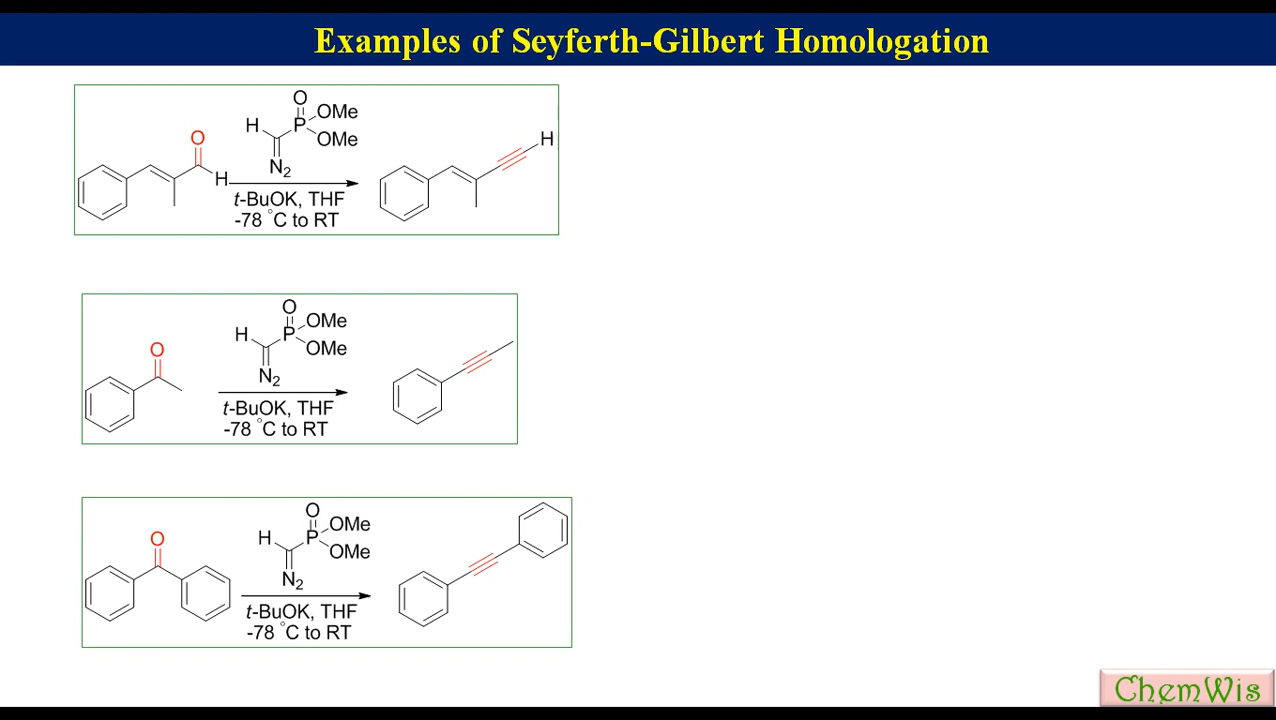 Examples of Seyferth-Gilbert Homologation
O
H
P
OMe
OMe
N2
O
H
t-BuOK, THF
-78 °C to RT
H
O
H
P
OMe
OMe
N2
O
t-BuOK, THF
-78 °C to RT
O
H
P
OMe
OMe
N2
O
t-BuOK, THF
-78 °C to RT
ChemWis